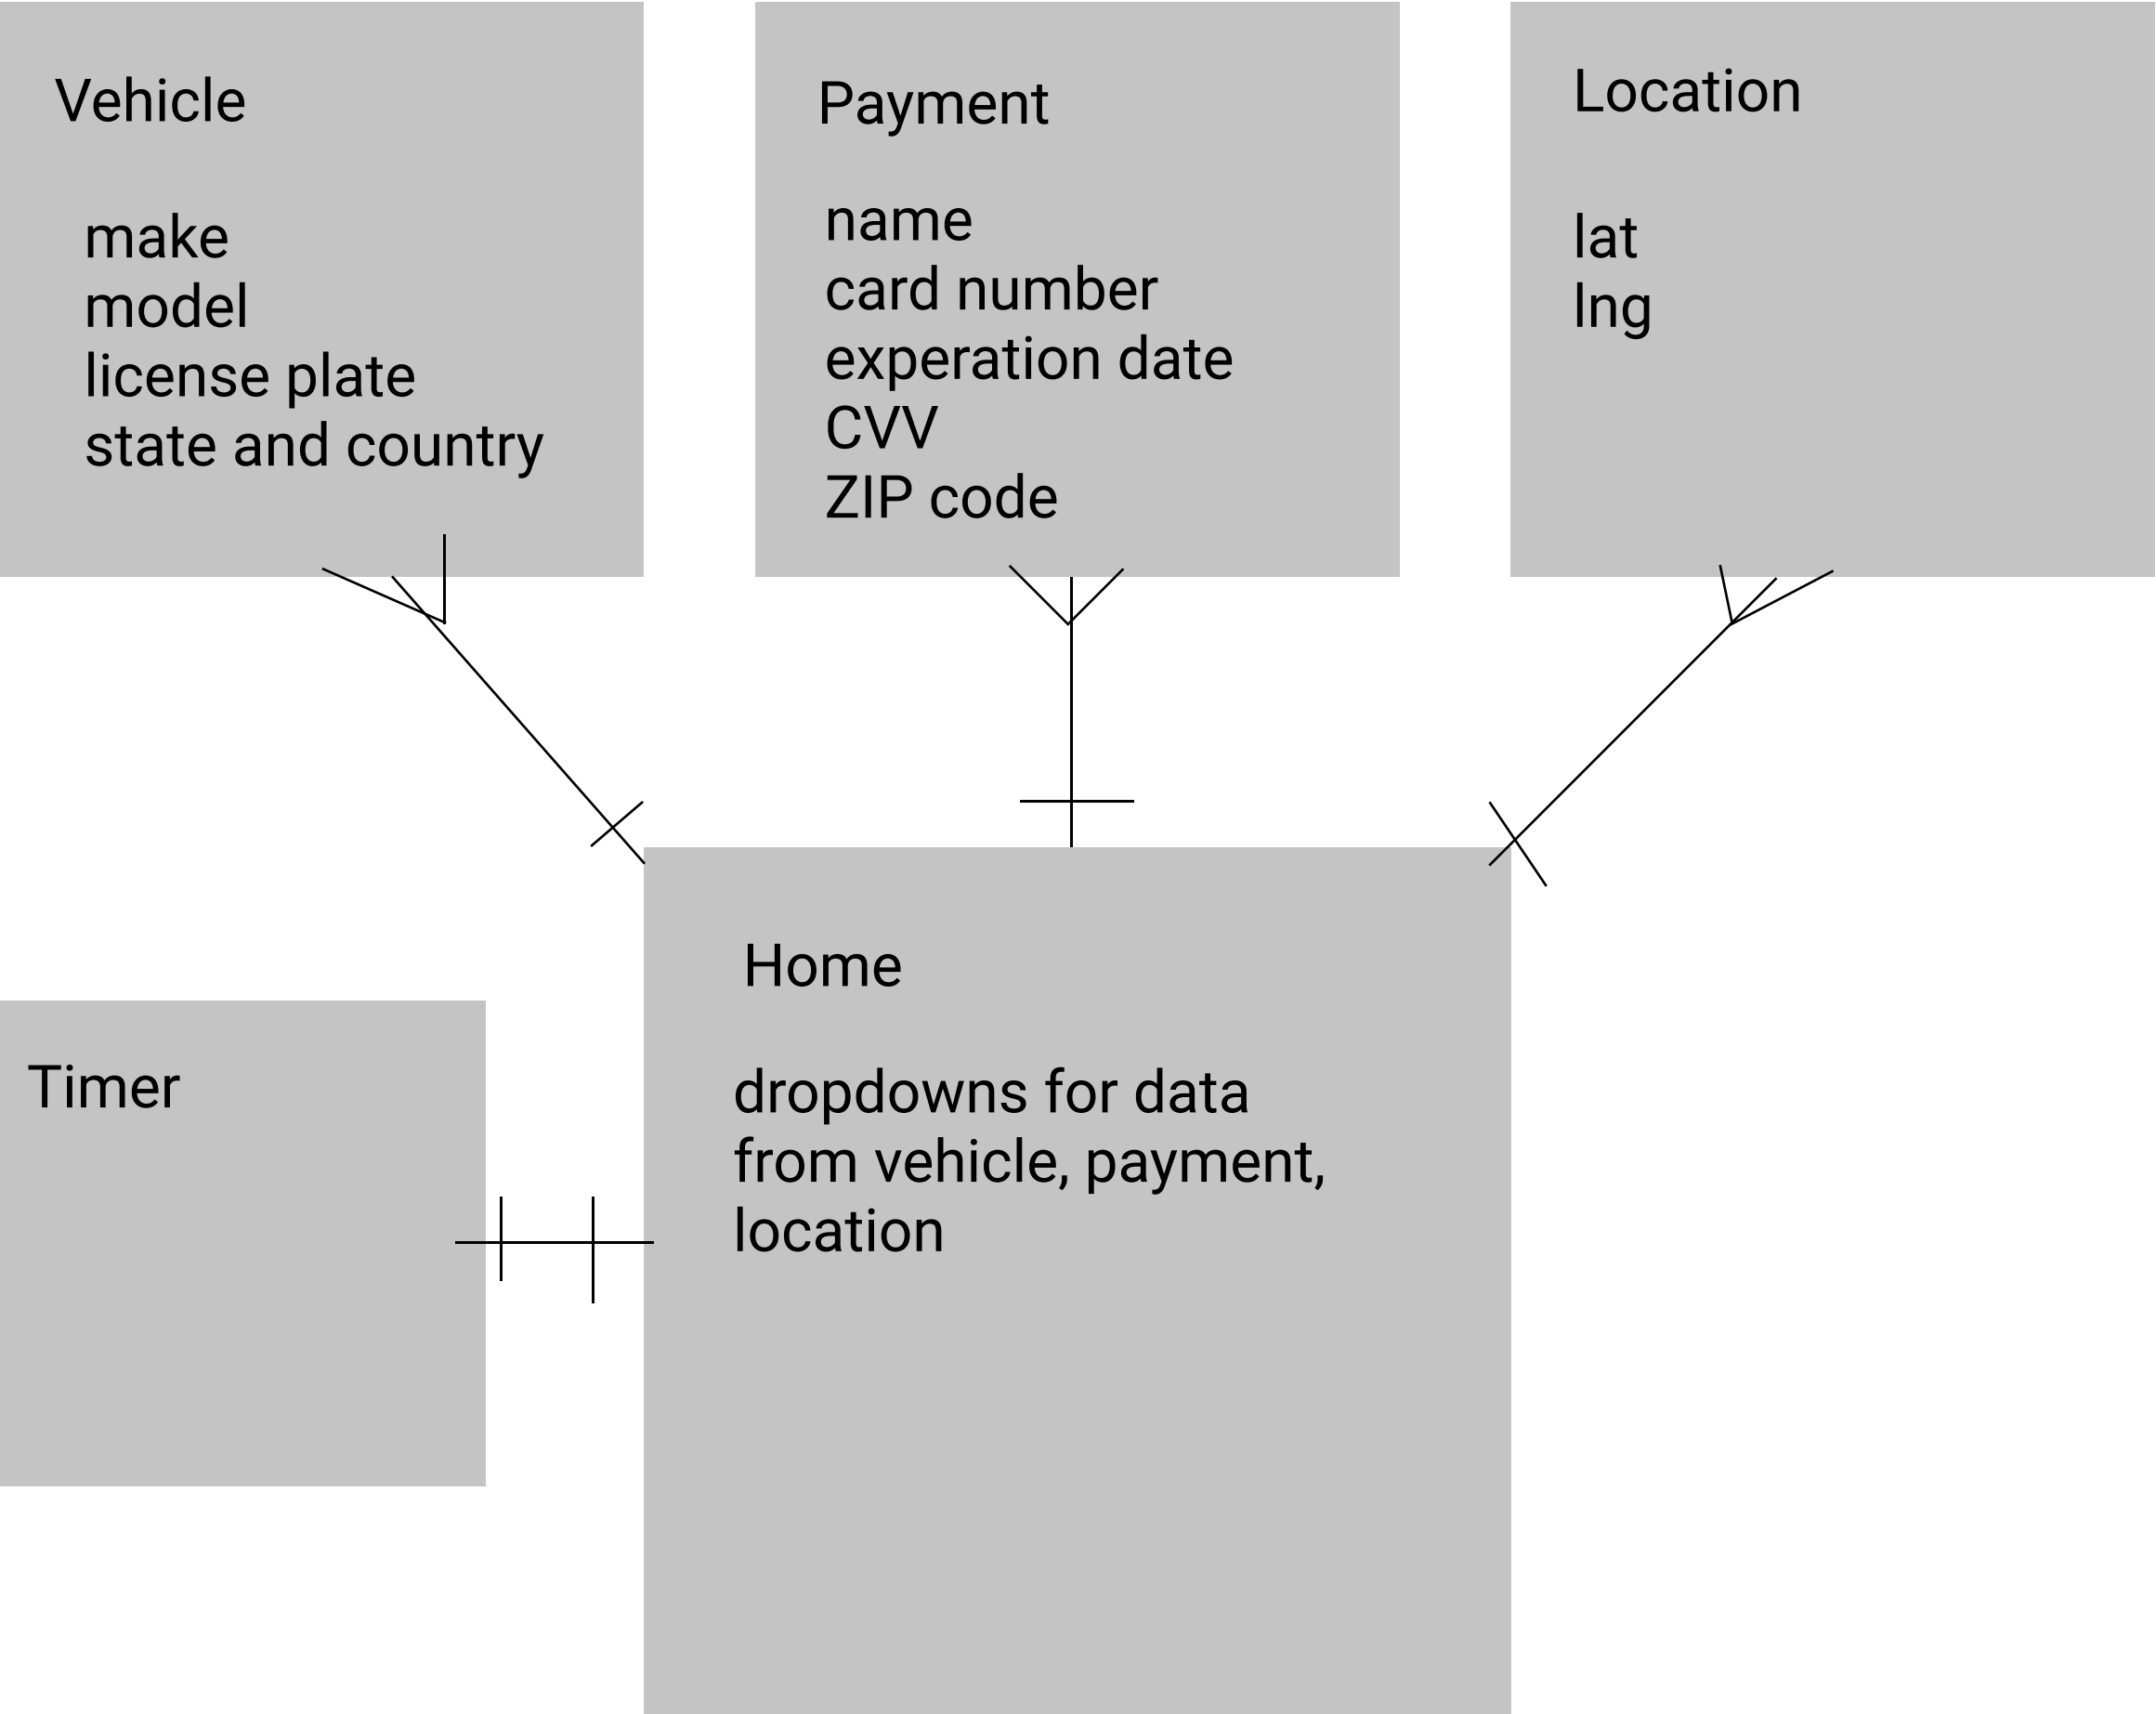 Vehicle
make
model
license plate
state and country
Payment
name
card number
experation date
CVV
ZIP code
Location
lat
lng
Timer
Home
dropdowns for data
from vehicle, payment,
location